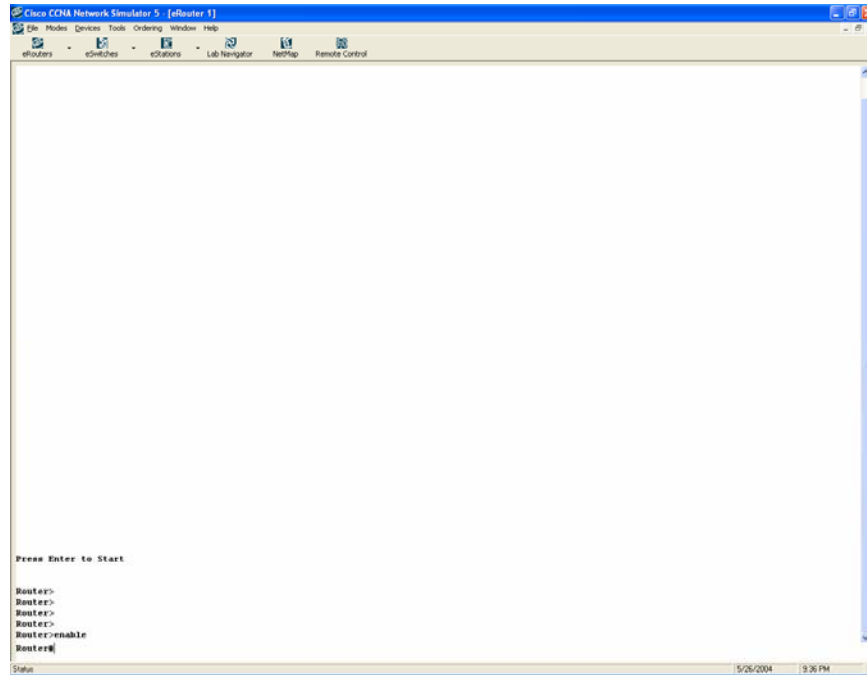 Cisco CCNA Network Simulator 5 - [eRouter 1]
File Modes Devices Tools Ordering Window Help
eRouters eSwitches eStations Lab Navigator NetMap Remote Control
Press Enter to Start
Router>
Router>
Router>
Router>
Router>enable
Router#
Status 5/26/2004 9:36 PM